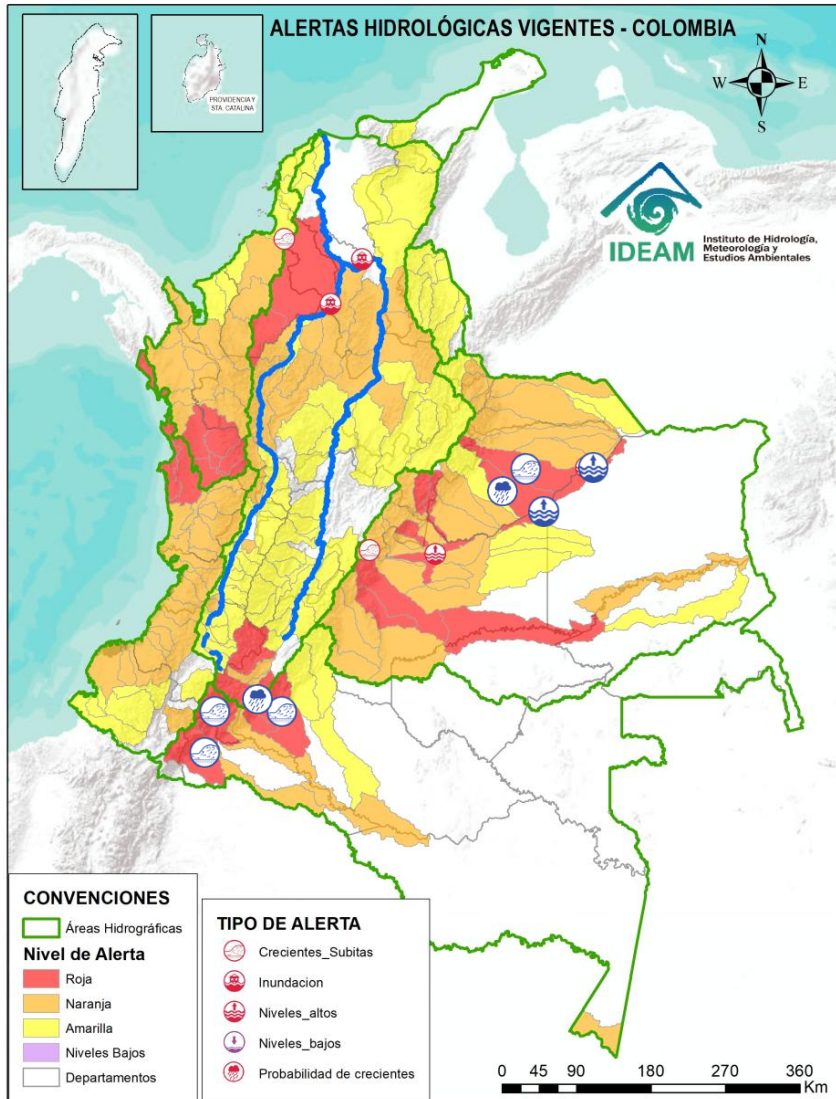 ALERTAS HIDROLÓGICAS VIGENTES - COLOMBIA
PROVIDENCIA Y
STA. CATALINA
N
W
E
S
IDEAM
Instituto de Hidrología,
Meteorología y
Estudios Ambientales
CONVENCIONES
Áreas Hidrográficas
Nivel de Alerta
Roja
Naranja
Amarilla
Niveles Bajos
Departamentos
TIPO DE ALERTA
Crecientes_Subitas
Inundacion
Niveles_altos
Niveles_bajos
Probabilidad de crecientes
0 45 90 180 270 360
Km